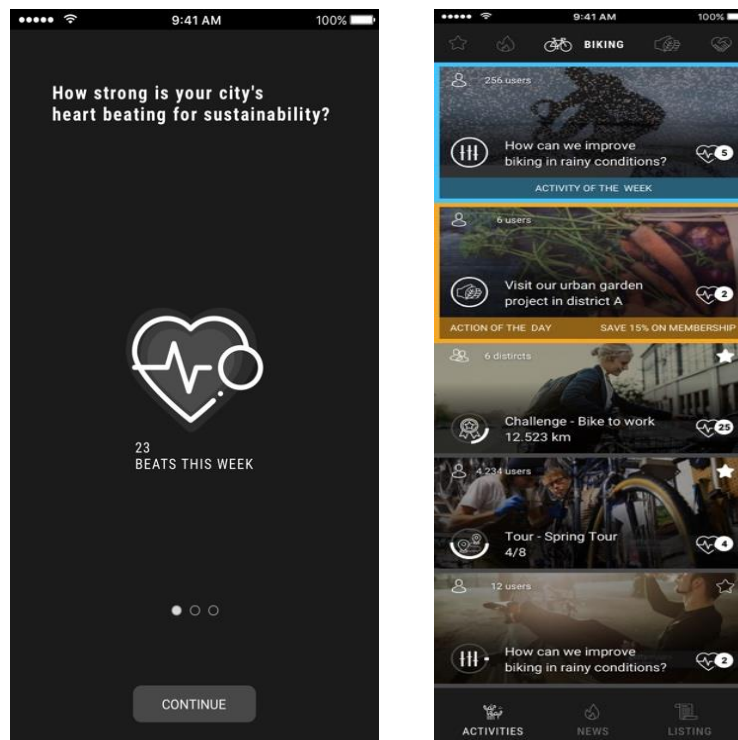 9:41 AM
100%
How strong is your city's
heart beating for sustainability?
23
BEATS THIS WEEK
CONTINUE
9:41 AM
100%
BIKING
256 users
How can we improve
biking in rainy conditions?
5
ACTIVITY OF THE WEEK
6 users
Visit our urban garden
project in district A
2
ACTION OF THE DAY
SAVE 15% ON MEMBERSHIP
6 distircts
Challenge - Bike to work
12.523 km
25
4.234 users
Tour - Spring Tour
4/8
4
12 users
How can we improve
biking in rainy conditions?
2
ACTIVITIES
NEWS
LISTING